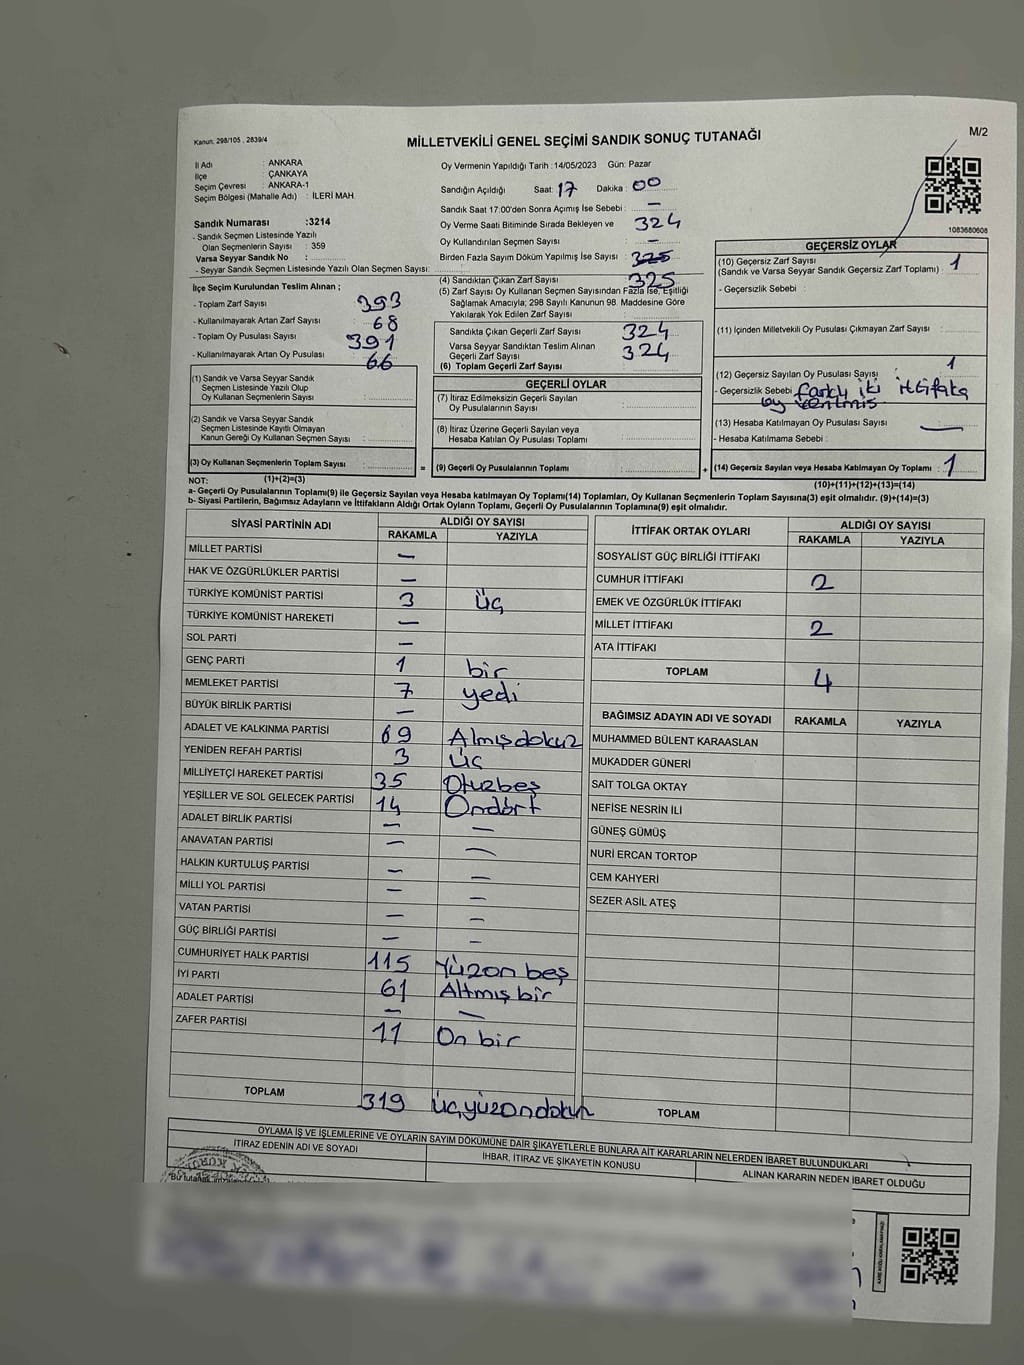 Kanun: 298/105 , 2839/4
MİLLETVEKİLİ GENEL SEÇİMİ SANDIK SONUÇ TUTANAĞI
M/2
İl Adı : ANKARA
İlçe : ÇANKAYA
Seçim Çevresi : ANKARA-1
Seçim Bölgesi (Mahalle Adı) : İLERİ MAH
Sandık Numarası :3214
- Sandık Seçmen Listesinde Yazılı
Olan Seçmenlerin Sayısı : 359
Varsa Seyyar Sandık No :
- Seyyar Sandık Seçmen Listesinde Yazılı Olan Seçmen Sayısı:
İlçe Seçim Kurulundan Teslim Alınan ;
- Toplam Zarf Sayısı : 393
- Kullanılmayarak Artan Zarf Sayısı : 68
- Toplam Oy Pusulası Sayısı : 391
- Kullanılmayarak Artan Oy Pusulası : 66
Oy Vermenin Yapıldığı Tarih : 14/05/2023 Gün: Pazar
Sandığın Açıldığı Saat: 17 Dakika : 00
Sandık Saat 17:00'den Sonra Açımış İse Sebebi : —
Oy Verme Saati Bitiminde Sırada Bekleyen ve 324
Oy Kullandırılan Seçmen Sayısı : —
Birden Fazla Sayım Döküm Yapılmış İse Sayısı : 325
(4) Sandıktan Çıkan Zarf Sayısı : 325
(5) Zarf Sayısı Oy Kullanan Seçmen Sayısından Fazla İse, Eşitliği
Sağlamak Amacıyla; 298 Sayılı Kanunun 98. Maddesine Göre
Yakılarak Yok Edilen Zarf Sayısı :
Sandıkta Çıkan Geçerli Zarf Sayısı : 324
Varsa Seyyar Sandıktan Teslim Alınan
Geçerli Zarf Sayısı : 324
(6) Toplam Geçerli Zarf Sayısı :
1083680608
GEÇERSİZ OYLAR
(10) Geçersiz Zarf Sayısı 1
(Sandık ve Varsa Seyyar Sandık Geçersiz Zarf Toplamı) :
- Geçersizlik Sebebi :
(11) İçinden Milletvekili Oy Pusulası Çıkmayan Zarf Sayısı :
(12) Geçersiz Sayılan Oy Pusulası Sayısı 1
- Geçersizlik Sebebi : farklı iki ittifaka
oy verilmiş
(13) Hesaba Katılmayan Oy Pusulası Sayısı : —
- Hesaba Katılmama Sebebi :
(14) Geçersiz Sayılan veya Hesaba Katılmayan Oy Toplamı : 1
(10)+(11)+(12)+(13)=(14)
(1) Sandık ve Varsa Seyyar Sandık
Seçmen Listesinde Yazılı Olup
Oy Kullanan Seçmenlerin Sayısı :
(2) Sandık ve Varsa Seyyar Sandık
Seçmen Listesinde Kayıtlı Olmayan
Kanun Gereği Oy Kullanan Seçmen Sayısı :
(3) Oy Kullanan Seçmenlerin Toplam Sayısı : =
(1)+(2)=(3)
GEÇERLİ OYLAR
(7) İtiraz Edilmeksizin Geçerli Sayılan
Oy Pusulalarının Sayısı :
(8) İtiraz Üzerine Geçerli Sayılan veya
Hesaba Katılan Oy Pusulası Toplamı :
(9) Geçerli Oy Pusulalarının Toplamı : +
NOT:
a- Geçerli Oy Pusulalarının Toplamı(9) ile Geçersiz Sayılan veya Hesaba katılmayan Oy Toplamı(14) Toplamları, Oy Kullanan Seçmenlerin Toplam Sayısına(3) eşit olmalıdır. (9)+(14)=(3)
b- Siyasi Partilerin, Bağımsız Adayların ve İttifakların Aldığı Ortak Oyların Toplamı, Geçerli Oy Pusulalarının Toplamına(9) eşit olmalıdır.
SİYASİ PARTİNİN ADI ALDIĞI OY SAYISI
RAKAMLA YAZIYLA
MİLLET PARTİSİ —
HAK VE ÖZGÜRLÜKLER PARTİSİ —
TÜRKİYE KOMÜNİST PARTİSİ 3 üç
TÜRKİYE KOMÜNİST HAREKETİ —
SOL PARTİ —
GENÇ PARTİ 1 bir
MEMLEKET PARTİSİ 7 yedi
BÜYÜK BİRLİK PARTİSİ —
ADALET VE KALKINMA PARTİSİ 69 Almışdokuz
YENİDEN REFAH PARTİSİ 3 üç
MİLLİYETÇİ HAREKET PARTİSİ 35 Otuzbeş
YEŞİLLER VE SOL GELECEK PARTİSİ 14 Ondört
ADALET BİRLİK PARTİSİ — —
ANAVATAN PARTİSİ — —
HALKIN KURTULUŞ PARTİSİ — —
MİLLİ YOL PARTİSİ — —
VATAN PARTİSİ — —
GÜÇ BİRLİĞİ PARTİSİ — —
CUMHURİYET HALK PARTİSİ 115 Yüzon beş
İYİ PARTİ 61 Altmış bir
ADALET PARTİSİ — —
ZAFER PARTİSİ 11 On bir
TOPLAM 319 üçyüzondokuz
İTTİFAK ORTAK OYLARI ALDIĞI OY SAYISI
RAKAMLA YAZIYLA
SOSYALİST GÜÇ BİRLİĞİ İTTİFAKI
CUMHUR İTTİFAKI 2
EMEK VE ÖZGÜRLÜK İTTİFAKI
MİLLET İTTİFAKI 2
ATA İTTİFAKI
TOPLAM 4
BAĞIMSIZ ADAYIN ADI VE SOYADI RAKAMLA YAZIYLA
MUHAMMED BÜLENT KARAASLAN
MUKADDER GÜNERİ
SAİT TOLGA OKTAY
NEFİSE NESRİN İLİ
GÜNEŞ GÜMÜŞ
NURİ ERCAN TORTOP
CEM KAHYERİ
SEZER ASİL ATEŞ
TOPLAM
OYLAMA İŞ VE İŞLEMLERİNE VE OYLARIN SAYIM DÖKÜMÜNE DAİR ŞİKAYETLERLE BUNLARA AİT KARARLARIN NELERDEN İBARET BULUNDUKLARI
İTİRAZ EDENİN ADI VE SOYADI İHBAR, İTİRAZ VE ŞİKAYETİN KONUSU ALINAN KARARIN NEDEN İBARET OLDUĞU